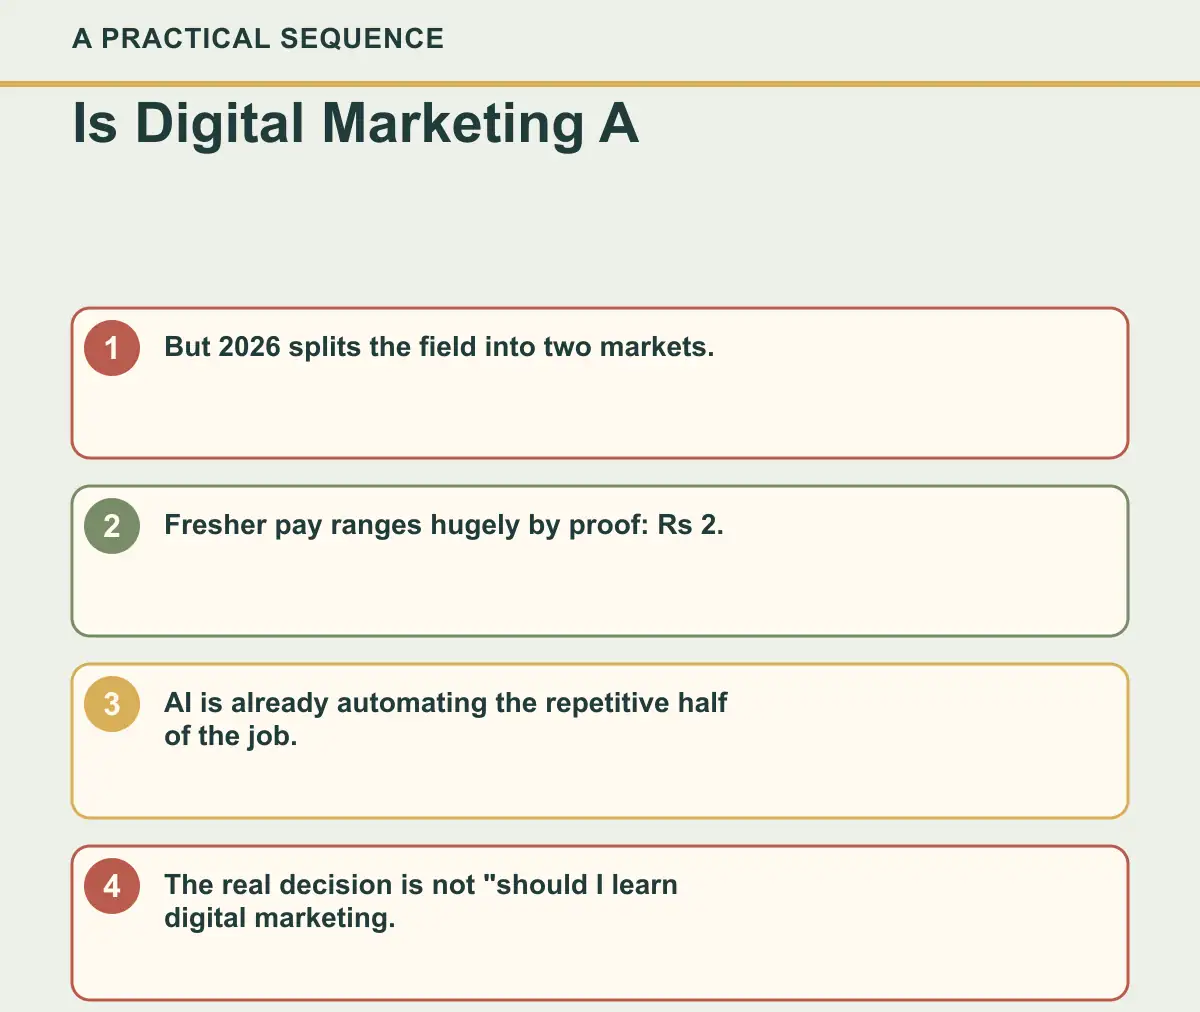 A PRACTICAL SEQUENCE
Is Digital Marketing A
1
But 2026 splits the field into two markets.
2
Fresher pay ranges hugely by proof: Rs 2.
3
AI is already automating the repetitive half
of the job.
4
The real decision is not "should I learn
digital marketing.